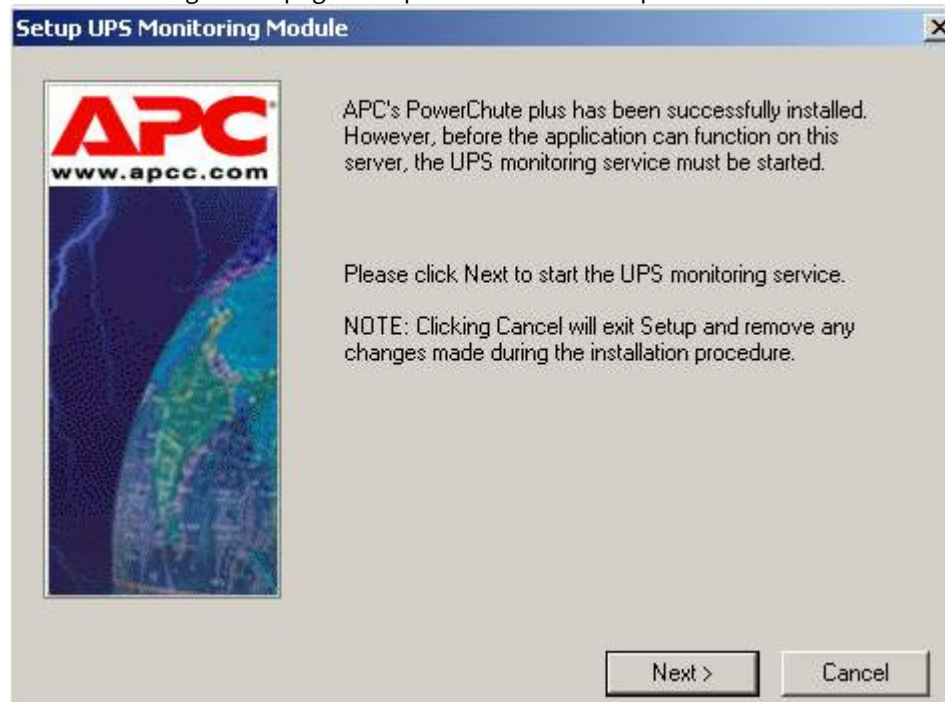 Setup UPS Monitoring Module
APC
www.apcc.com
APC's PowerChute plus has been successfully installed.
However, before the application can function on this
server, the UPS monitoring service must be started.
Please click Next to start the UPS monitoring service.
NOTE: Clicking Cancel will exit Setup and remove any
changes made during the installation procedure.
Next >
Cancel